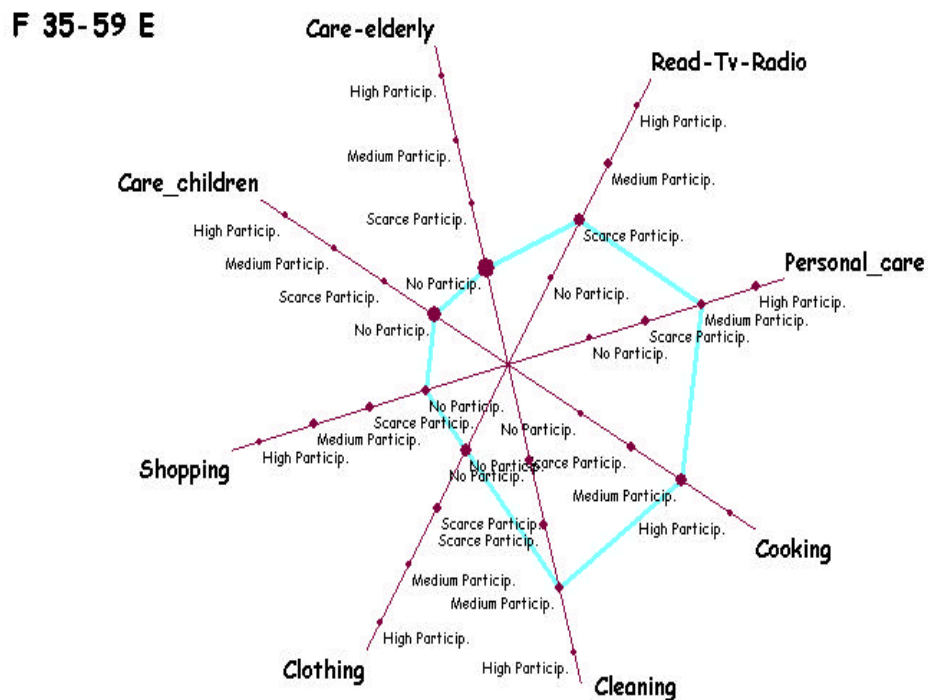 F 35-59 E
Care-elderly
Read-Tv-Radio
High Particip.
High Particip.
Medium Particip.
Medium Particip.
Care_children
Scarce Particip.
High Particip.
Scarce Particip.
Medium Particip.
Personal_care
No Particip.
No Particip.
Scarce Particip.
High Particip.
Medium Particip.
No Particip.
Scarce Particip.
No Particip.
No Particip.
Scarce Particip.
No Particip.
Medium Particip.
High Particip.
Scarce Particip.
Shopping
No Particip.
No Particip.
Medium Particip.
Scarce Particip.
High Particip.
Scarce Particip.
Cooking
Medium Particip.
Medium Particip.
High Particip.
Clothing
High Particip.
Cleaning